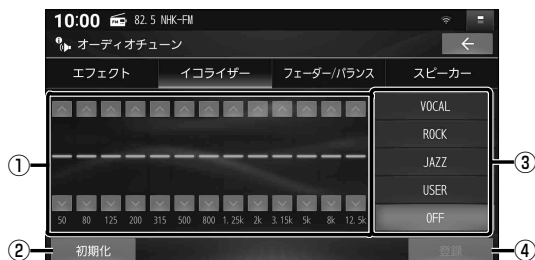 10:00 FM 82.5 NHK-FM
オーディオチューン
エフェクト イコライザー フェーダー/バランス スピーカー
VOCAL
① ROCK ③
JAZZ
USER
50 80 125 200 315 500 800 1.25k 2k 3.15k 5k 8k 12.5k OFF
② 初期化 登録 ④